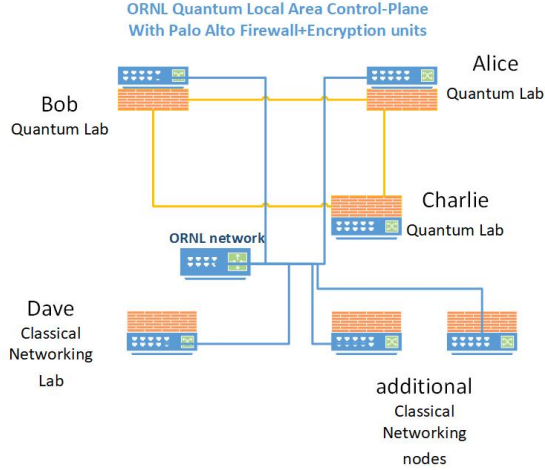 ORNL Quantum Local Area Control-Plane
With Palo Alto Firewall+Encryption units
Bob
Quantum Lab
Alice
Quantum Lab
Charlie
Quantum Lab
ORNL network
Dave
Classical
Networking
Lab
additional
Classical
Networking
nodes